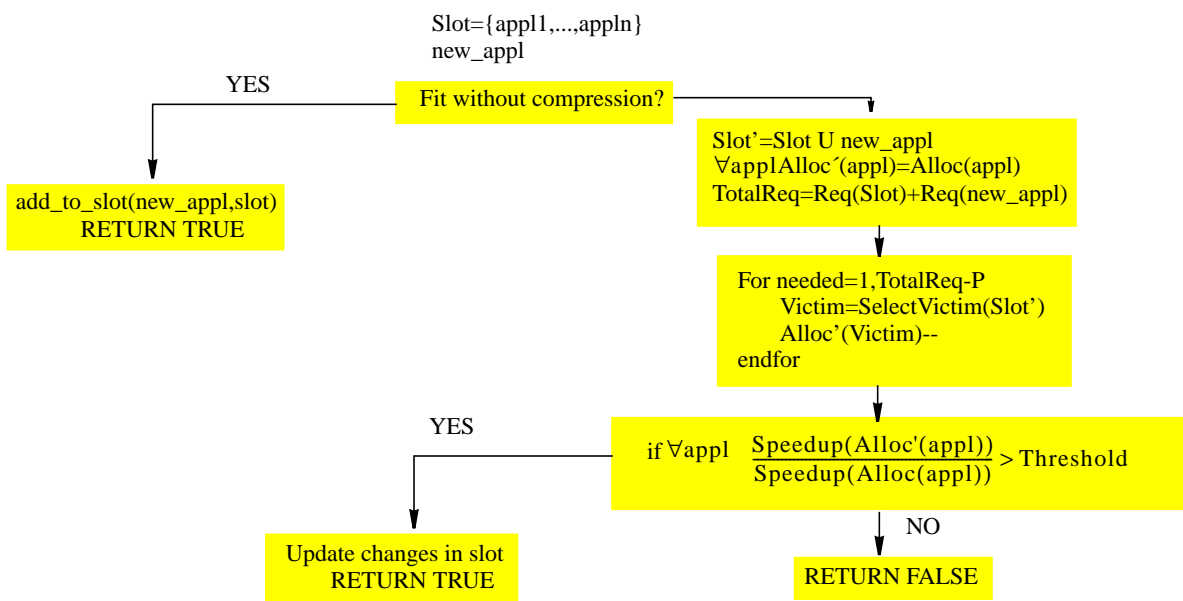 Slot={appl1,...,appln}
new_appl
YES
Fit without compression?
Slot’=Slot U new_appl
∀applAlloc´(appl)=Alloc(appl)
TotalReq=Req(Slot)+Req(new_appl)
add_to_slot(new_appl,slot)
RETURN TRUE
For needed=1,TotalReq-P
Victim=SelectVictim(Slot’)
Alloc’(Victim)--
endfor
YES
if ∀appl Speedup(Alloc'(appl))
Speedup(Alloc(appl)) > Threshold
NO
Update changes in slot
RETURN TRUE
RETURN FALSE